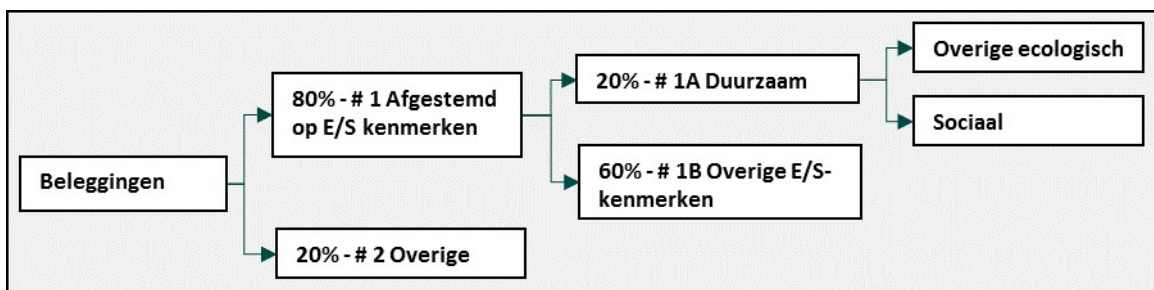 Beleggingen
80% - # 1 Afgestemd
op E/S kenmerken
20% - # 2 Overige
20% - # 1A Duurzaam
60% - # 1B Overige E/S-
kenmerken
Overige ecologisch
Sociaal